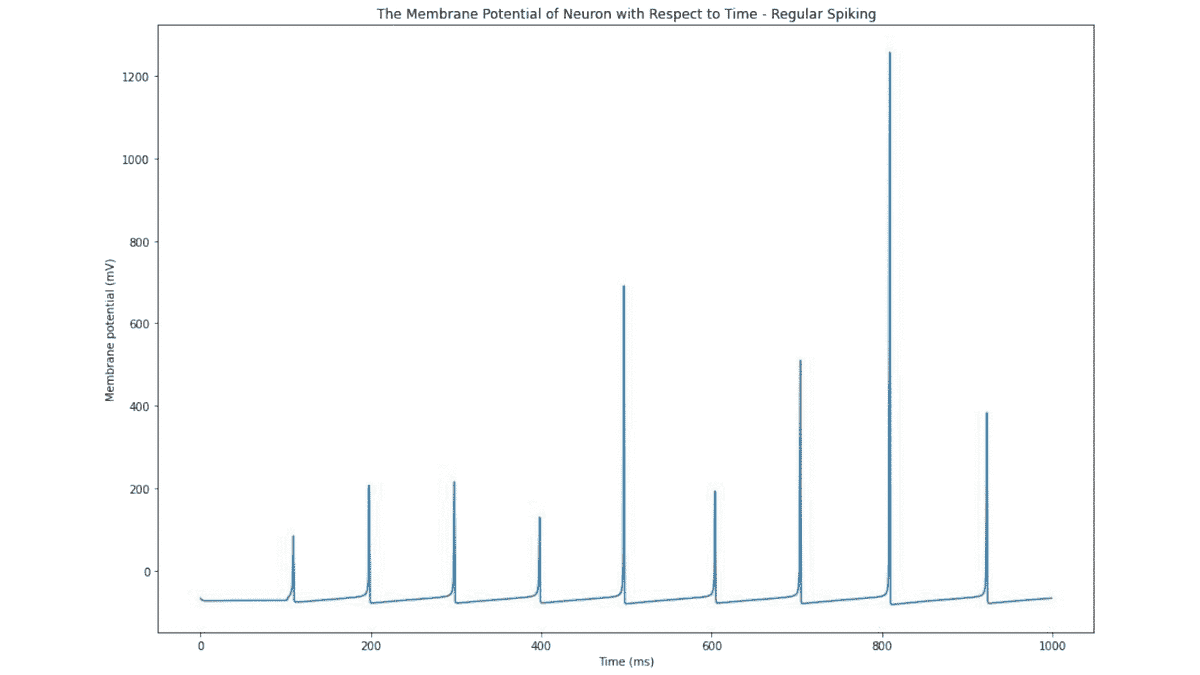 The Membrane Potential of Neuron with Respect to Time - Regular Spiking
1200
1000
800
600
400
200
0
Membrane potential (mV)
0 200 400 600 800 1000
Time (ms)